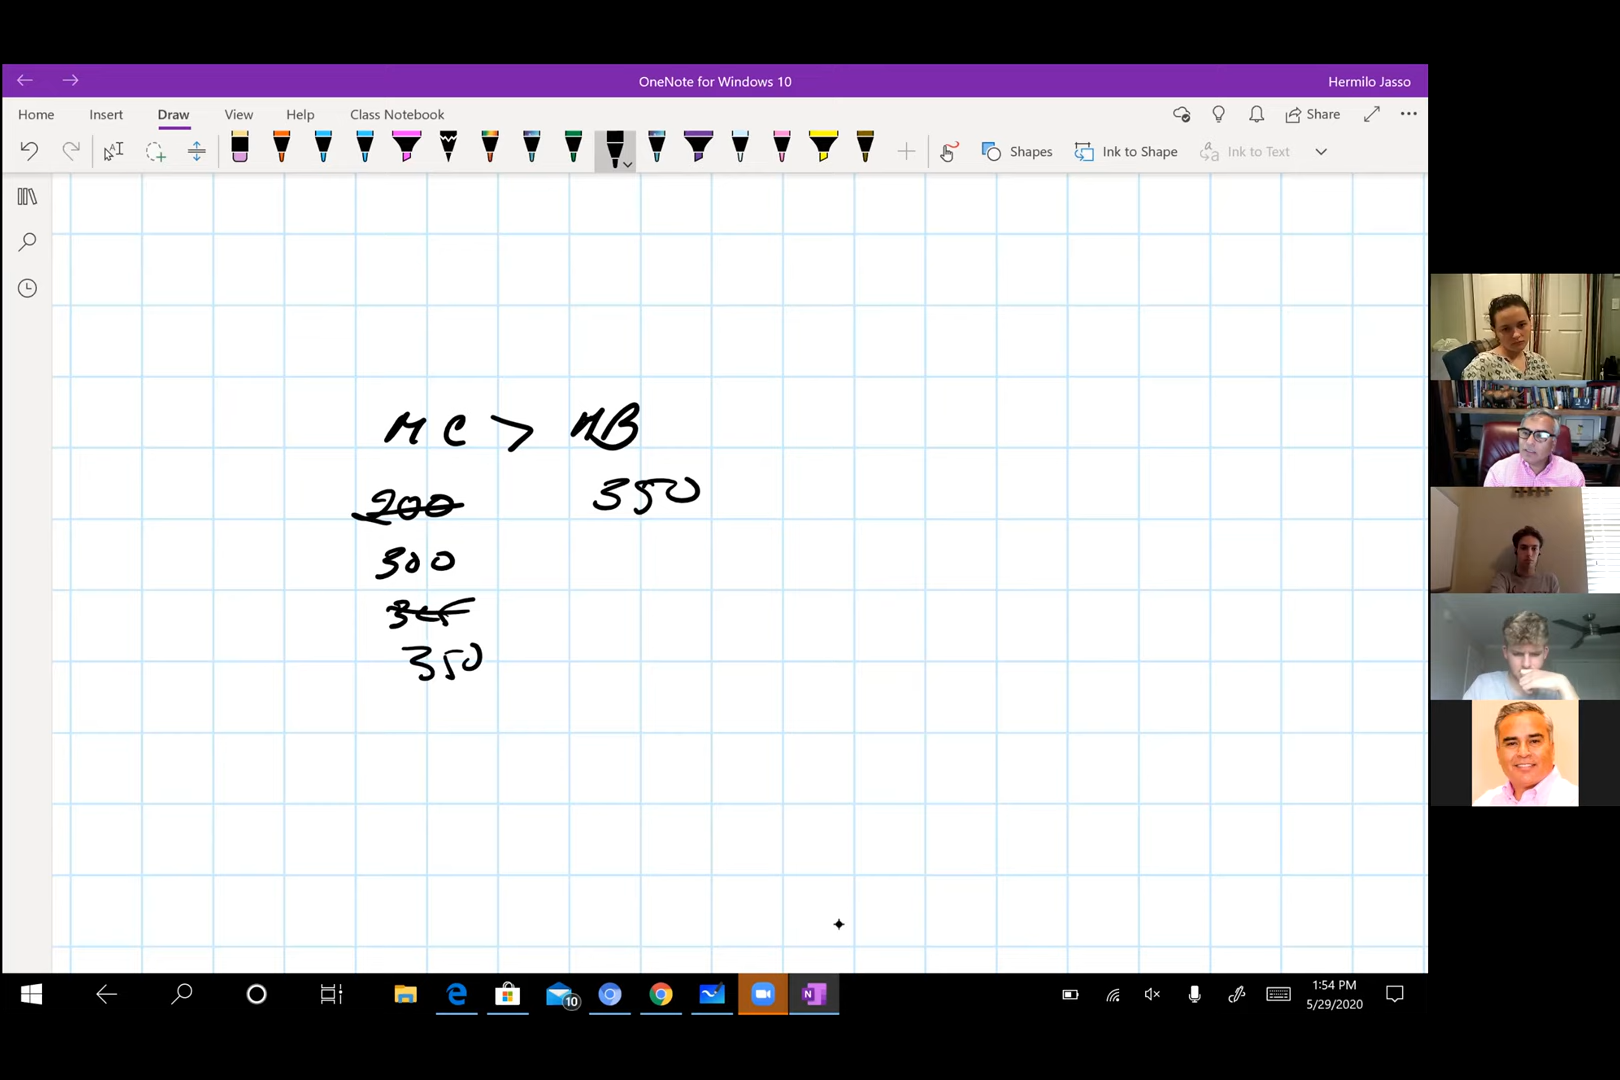 OneNote for Windows 10
Hermilo Jasso
Home Insert Draw View Help Class Notebook
Share
Shapes Ink to Shape Ink to Text
MC > MB
200 350
300
350
10
N
1:54 PM
5/29/2020